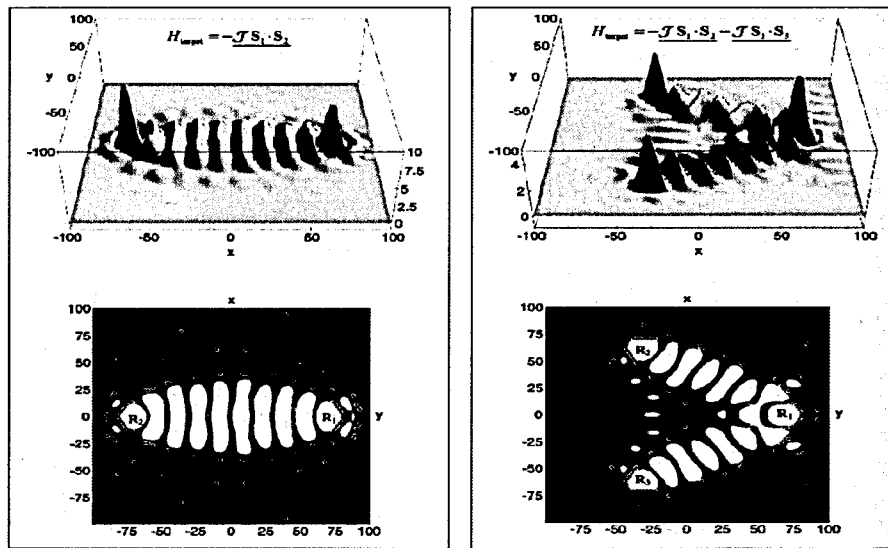 100
50
y 0
-50
-100
H_target = -𝒥 S₁ · S₂
10
7.5
5
2.5
0
-100 -50 0 50 100
x
x
100
75
50
25
0
-25
-50
-75
R₂ R₁
y
-75 -50 -25 0 25 50 75 100
100
50
y 0
-50
-100
H_target = -𝒥 S₁ · S₂ - 𝒥 S₁ · S₃
4
2
0
-100 -50 0 50 100
x
x
100
75
50
25
0
-25
-50
-75
R₂
R₁
R₃
y
-75 -50 -25 0 25 50 75 100